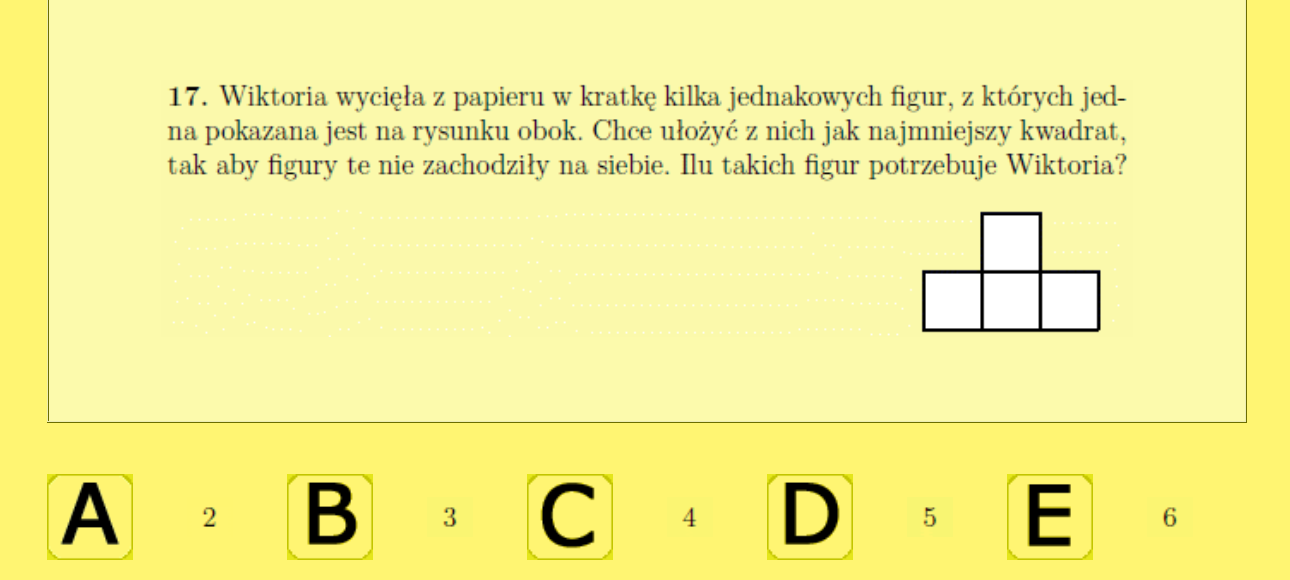 17. Wiktoria wycięła z papieru w kratkę kilka jednakowych figur, z których jed-
na pokazana jest na rysunku obok. Chce ułożyć z nich jak najmniejszy kwadrat,
tak aby figury te nie zachodziły na siebie. Ilu takich figur potrzebuje Wiktoria?
A 2 B 3 C 4 D 5 E 6